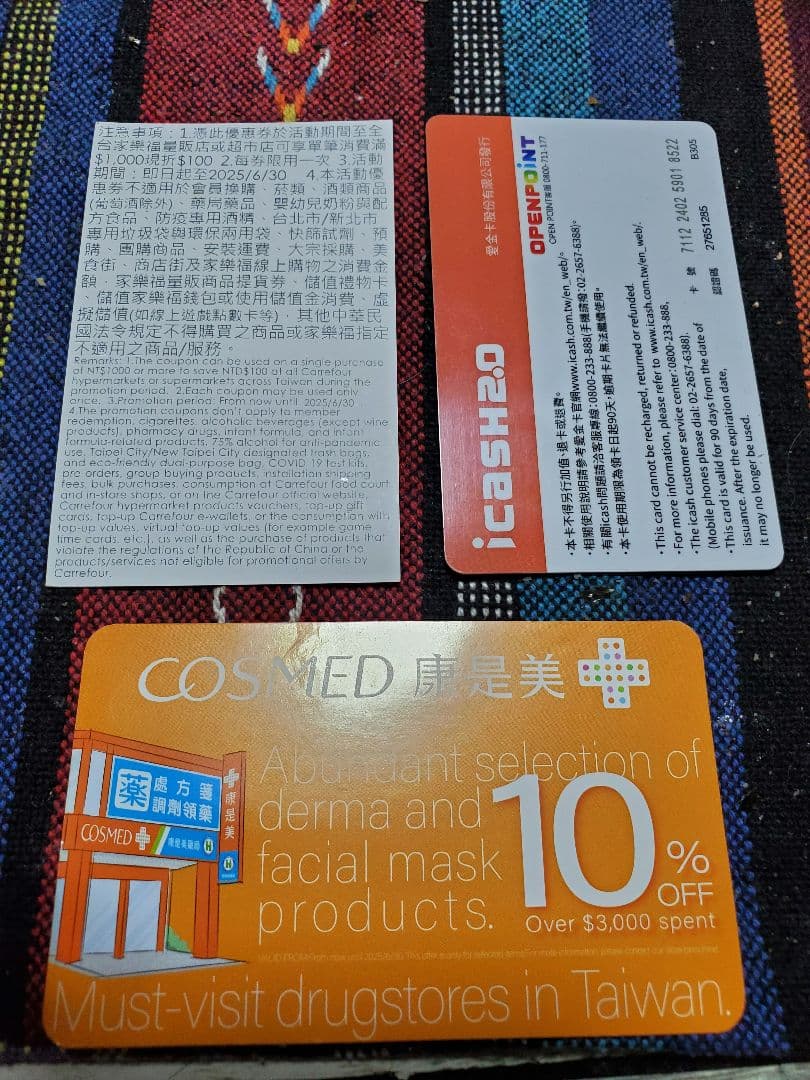 注意事項：1.憑此優惠券於活動期間至全
台家樂福量販店或超市店可享單筆消費滿
$1,000現折$100 2.每券限用一次 3.活動
期間：即日起至2025/6/30 4.本活動優
惠券不適用於會員換購、菸類、酒類商品
(葡萄酒除外)、藥局藥品、嬰幼兒奶粉與配
方食品、防疫專用酒精、台北市/新北市
專用垃圾袋與環保兩用袋、快篩試劑、預
購、團購商品、安裝運費、大宗採購、美
食街、商店街及家樂福線上購物之消費金
額，家樂福量販商品提貨券、儲值禮物卡
、儲值家樂福錢包或使用儲值金消費、虛
擬儲值(如線上遊戲點數卡等)，其他中華民
國法令規定不得購買之商品或家樂福指定
不適用之商品/服務。
Remarks: 1.The coupon can be used on a single purchase
of NT$1000 or more to save NTD$100 at all Carrefour
hypermarkets or supermarkets across Taiwan during the
promotion period. 2.Each coupon may be used only
once. 3.Promotion period: From now until 2025/6/30
4.The promotion coupons don't apply to member
redemption, cigarettes, alcoholic beverages (except wine
products), pharmacy drugs, infant formula, and infant
formula-related products, 75% alcohol for anti-pandemic
use, Taipei City/New Taipei City designated trash bags,
and eco-friendly dual-purpose bag, COVID 19 test kits,
pre orders, group buying products, installation shipping
fees, bulk purchases, consumption at Carrefour food court
and in-store shops, or on line Carrefour official website,
Carrefour hypermarket products vouchers, top-up gift
cards, top-up Carrefour e-wallets, or the consumption with
top-up values, virtual top-up values (for example game
time cards, etc.), as well as the purchase of products that
violate the regulations of the Republic of China or the
products/services not eligible for promotional offers by
Carrefour.
愛金卡股份有限公司發行
OPENPOINT
OPEN POINT客服 0800-711-177
icash 2.0
•本卡不得另行加值、退卡或退費。
•相關使用說明請參考愛金卡官網www.icash.com.tw/en_web/。
•有關icash問題請洽客服專線:0800-233-888(手機請撥:02-2657-6388)。
•本卡使用期限為領卡日起90天,逾期卡片無法繼續使用。
•This card cannot be recharged, returned or refunded.
•For more information, please refer to www.icash.com.tw/en_web/.
•The icash customer service center:0800-233-888,
(Mobile phones please dial: 02-2657-6388).
•This card is valid for 90 days from the date of
issuance. After the expiration date,
it may no longer be used.
卡 號 7112 2402 5901 8522
認證碼 27651285 B305
COSMED 康是美
Abundant selection of
derma and
facial mask
products.
10% OFF
Over $3,000 spent
藥 處方箋
調劑領藥
康是美
COSMED
康是美藥局
Must-visit drugstores in Taiwan.